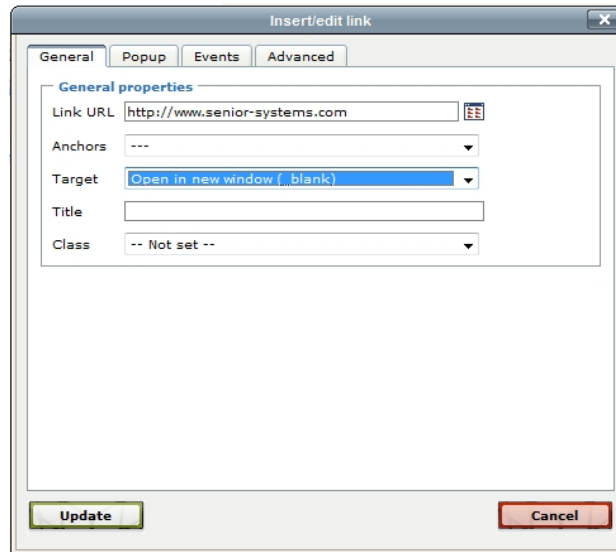 Insert/edit link
General Popup Events Advanced
General properties
Link URL http://www.senior-systems.com
Anchors ---
Target Open in new window (_blank)
Title
Class -- Not set --
Update Cancel